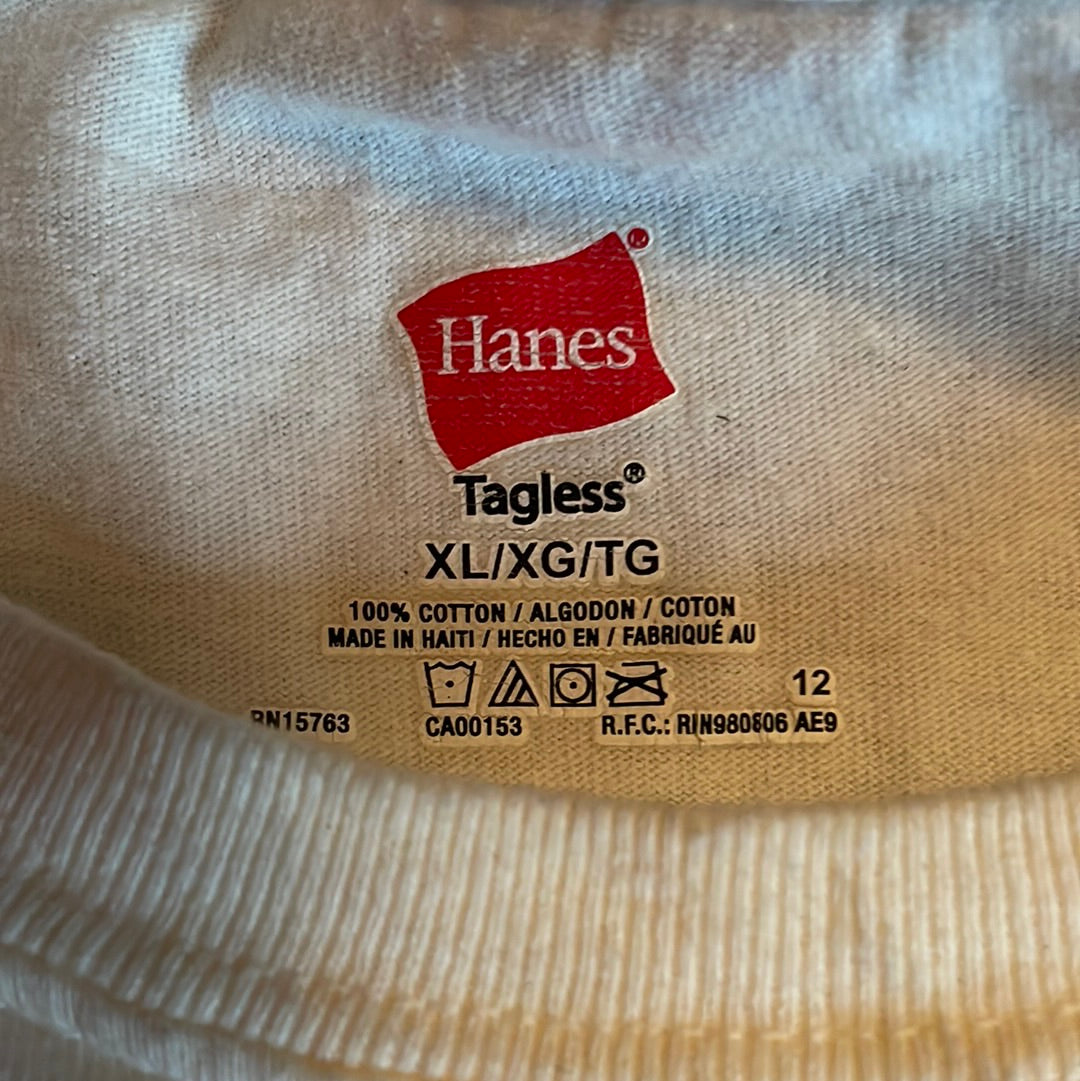 Hanes®
Tagless®
XL/XG/TG
100% COTTON / ALGODON / COTON
MADE IN HAITI / HECHO EN / FABRIQUÉ AU
12
RN15763 CA00153 R.F.C.: RIN980806 AE9